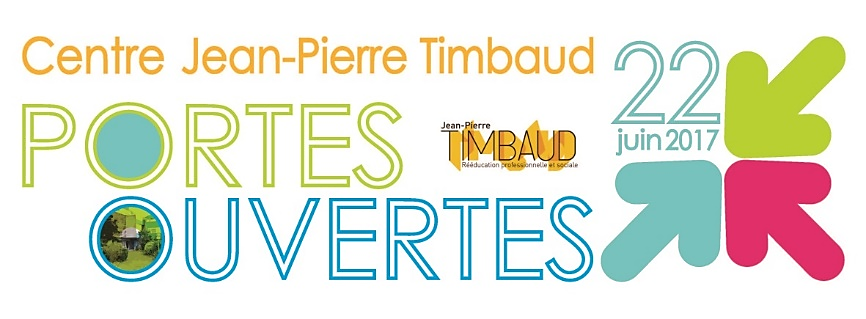 Centre Jean-Pierre Timbaud
PORTES
OUVERTES
Jean-Pierre
TIMBAUD
Rééducation professionnelle et sociale
22
juin 2017